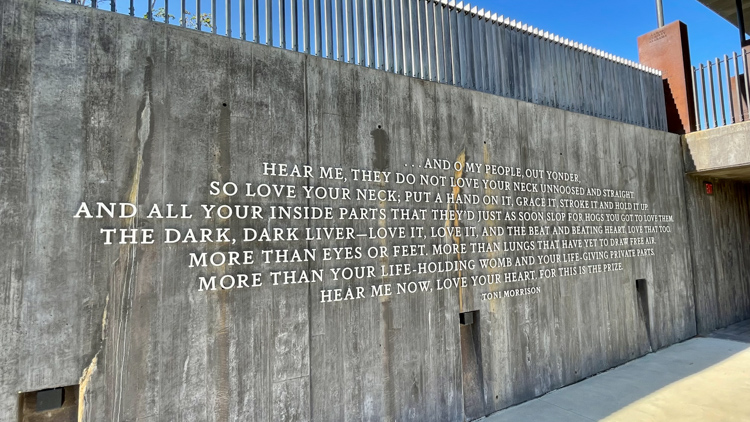 . . . AND O MY PEOPLE, OUT YONDER,
HEAR ME, THEY DO NOT LOVE YOUR NECK UNNOOSED AND STRAIGHT.
SO LOVE YOUR NECK; PUT A HAND ON IT, GRACE IT, STROKE IT AND HOLD IT UP.
AND ALL YOUR INSIDE PARTS THAT THEY'D JUST AS SOON SLOP FOR HOGS, YOU GOT TO LOVE THEM.
THE DARK, DARK LIVER—LOVE IT, LOVE IT, AND THE BEAT AND BEATING HEART, LOVE THAT TOO.
MORE THAN EYES OR FEET. MORE THAN LUNGS THAT HAVE YET TO DRAW FREE AIR.
MORE THAN YOUR LIFE-HOLDING WOMB AND YOUR LIFE-GIVING PRIVATE PARTS.
HEAR ME NOW, LOVE YOUR HEART. FOR THIS IS THE PRIZE.
TONI MORRISON